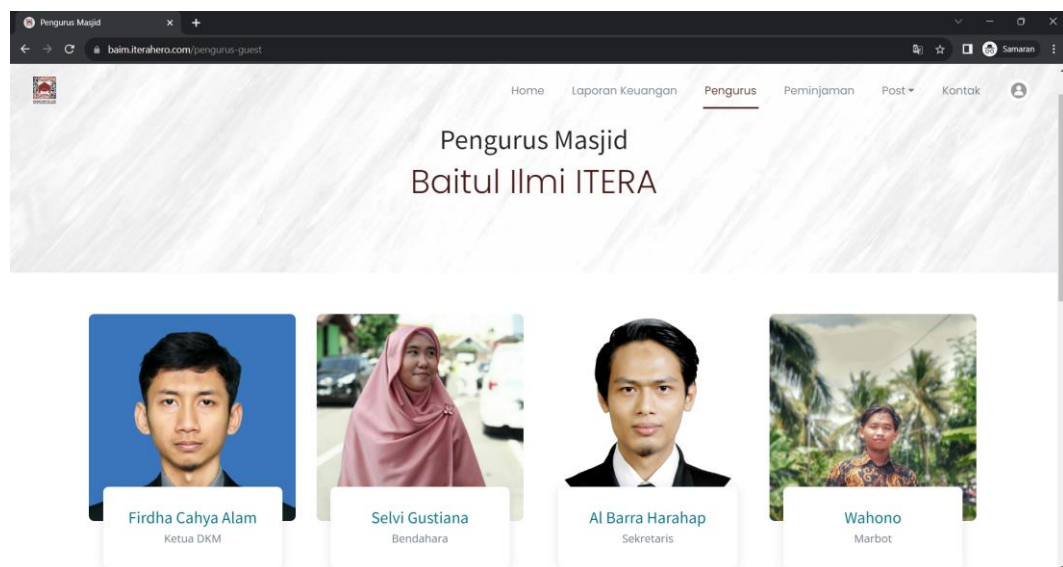 Pengurus Masjid
baim.iterahero.com/pengurus-guest
Samaran
Home Laporan Keuangan Pengurus Peminjaman Post Kontak
Pengurus Masjid
Baitul Ilmi ITERA
Firdha Cahya Alam
Ketua DKM
Selvi Gustiana
Bendahara
Al Barra Harahap
Sekretaris
Wahono
Marbot